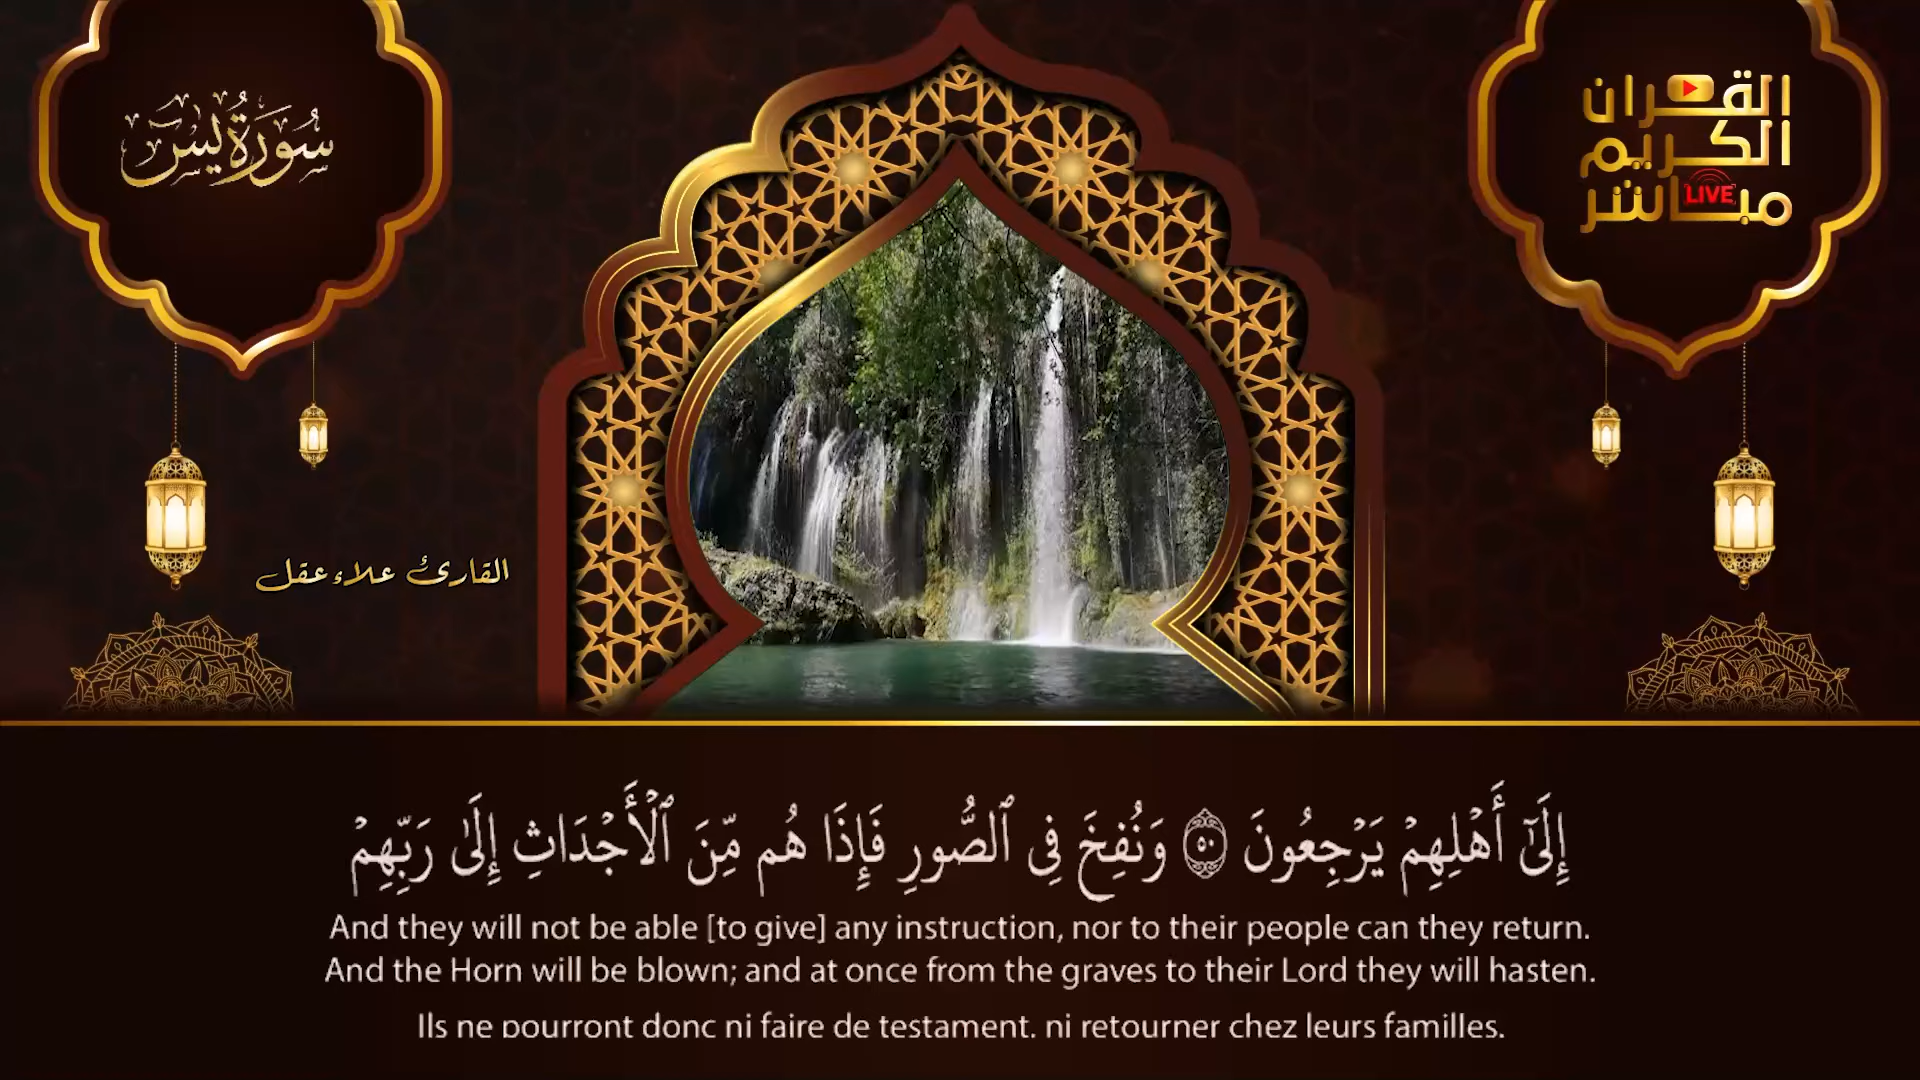 سُورَةُ يسٓ
القران
الكريم
مباشر
LIVE
القارئ علاء عقل
إِلَىٰٓ أَهْلِهِمْ يَرْجِعُونَ ٥٠ وَنُفِخَ فِى ٱلصُّورِ فَإِذَا هُم مِّنَ ٱلْأَجْدَاثِ إِلَىٰ رَبِّهِمْ
And they will not be able [to give] any instruction, nor to their people can they return.
And the Horn will be blown; and at once from the graves to their Lord they will hasten.
Ils ne pourront donc ni faire de testament, ni retourner chez leurs familles.